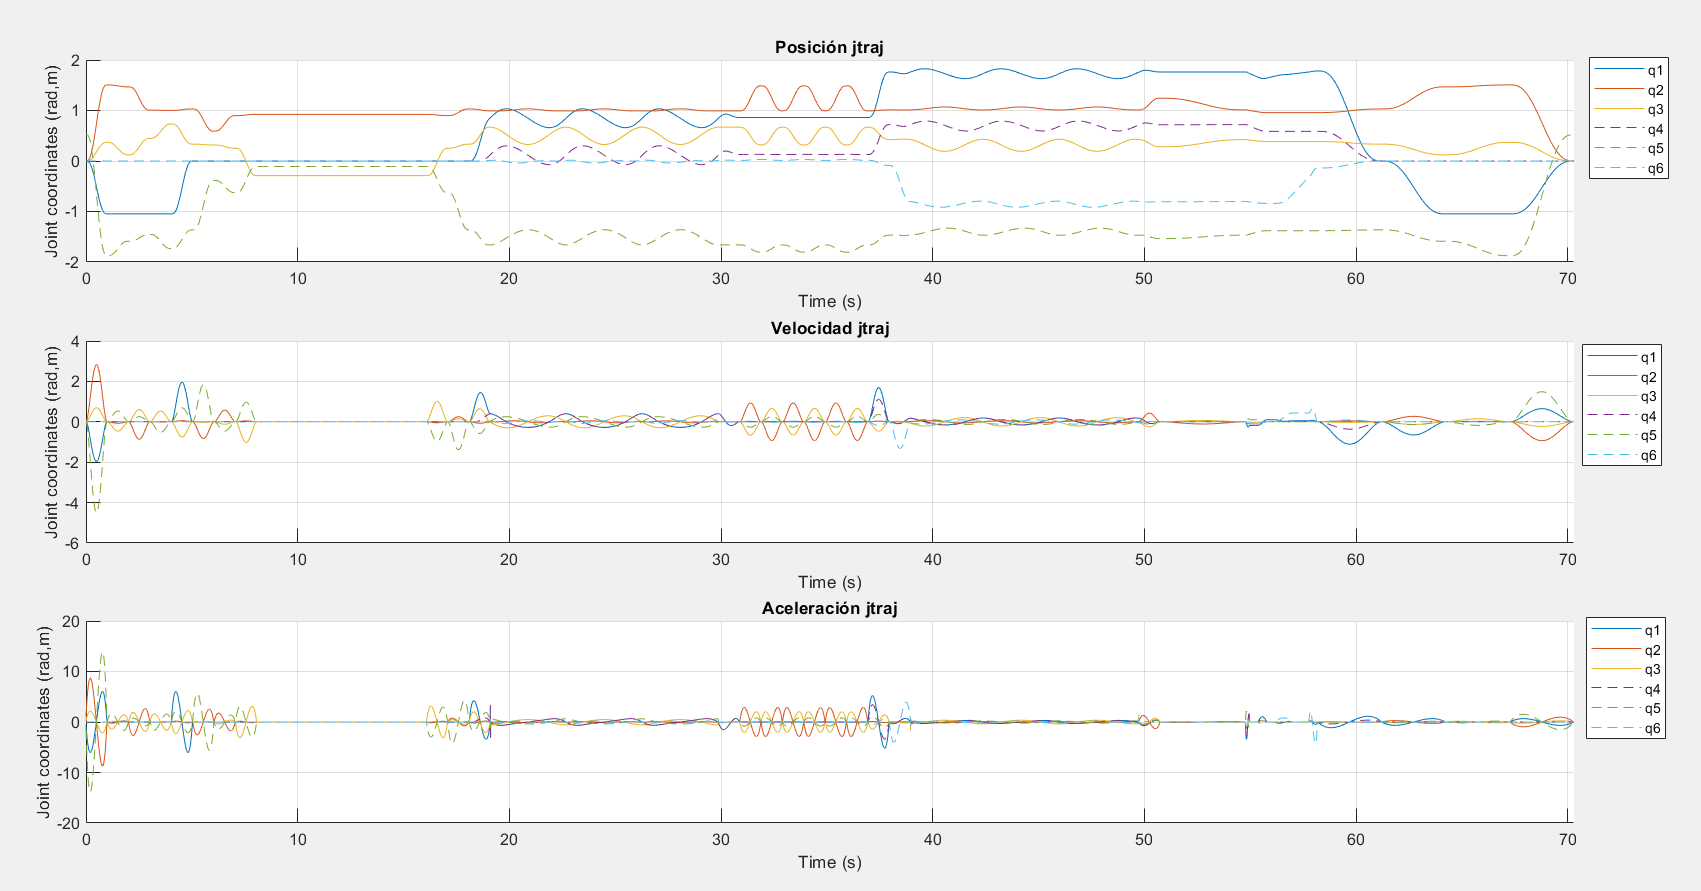 Posición jtraj
Joint coordinates (rad,m)
2
1
0
-1
-2
0 10 20 30 40 50 60 70
Time (s)
q1
q2
q3
q4
q5
q6
Velocidad jtraj
Joint coordinates (rad,m)
4
2
0
-2
-4
-6
0 10 20 30 40 50 60 70
Time (s)
q1
q2
q3
q4
q5
q6
Aceleración jtraj
Joint coordinates (rad,m)
20
10
0
-10
-20
0 10 20 30 40 50 60 70
Time (s)
q1
q2
q3
q4
q5
q6